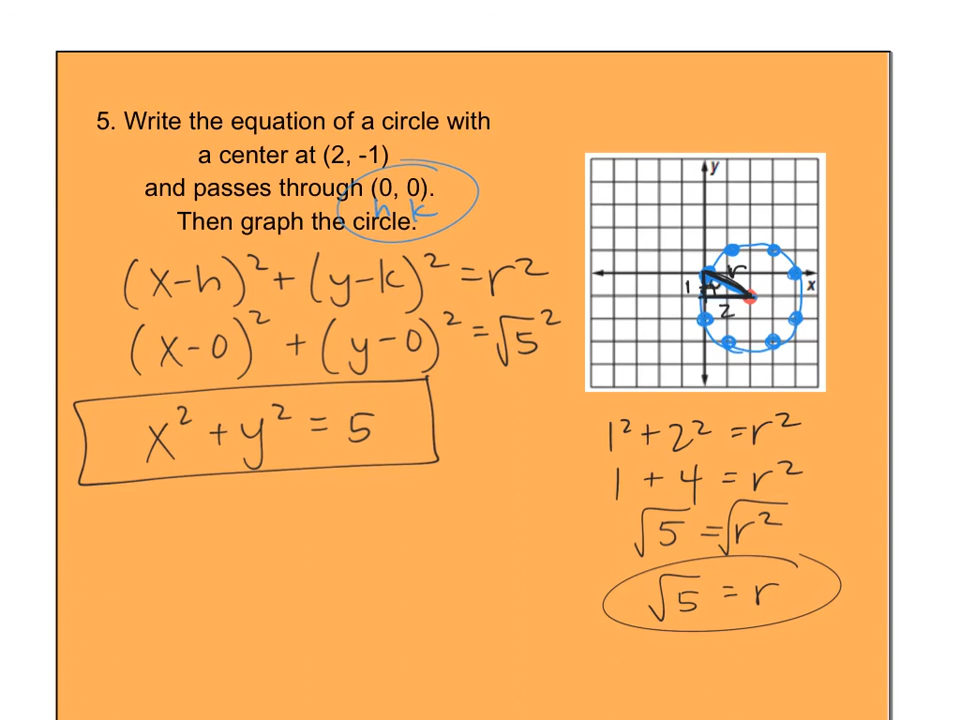 5. Write the equation of a circle with
a center at (2, -1)
and passes through (0, 0).
h k
Then graph the circle.
(x-h)² + (y-k)² = r²
(x-0)² + (y-0)² = √5²
x² + y² = 5
y
r
1
x
2
1² + 2² = r²
1 + 4 = r²
√5 = √r²
√5 = r